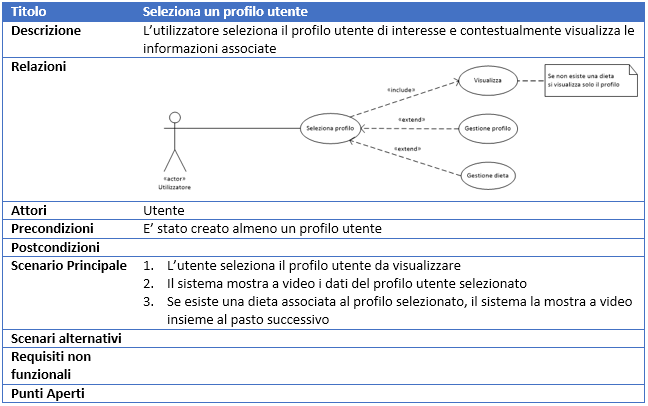 Titolo Seleziona un profilo utente
Descrizione L'utilizzatore seleziona il profilo utente di interesse e contestualmente visualizza le
informazioni associate
Relazioni
«include»
Visualizza
Se non esiste una dieta
si visualizza solo il profilo
Seleziona profilo
«extend»
Gestione profilo
«extend»
Gestione dieta
«actor»
Utilizzatore
Attori Utente
Precondizioni E' stato creato almeno un profilo utente
Postcondizioni
Scenario Principale 1. L'utente seleziona il profilo utente da visualizzare
2. Il sistema mostra a video i dati del profilo utente selezionato
3. Se esiste una dieta associata al profilo selezionato, il sistema la mostra a video
insieme al pasto successivo
Scenari alternativi
Requisiti non
funzionali
Punti Aperti